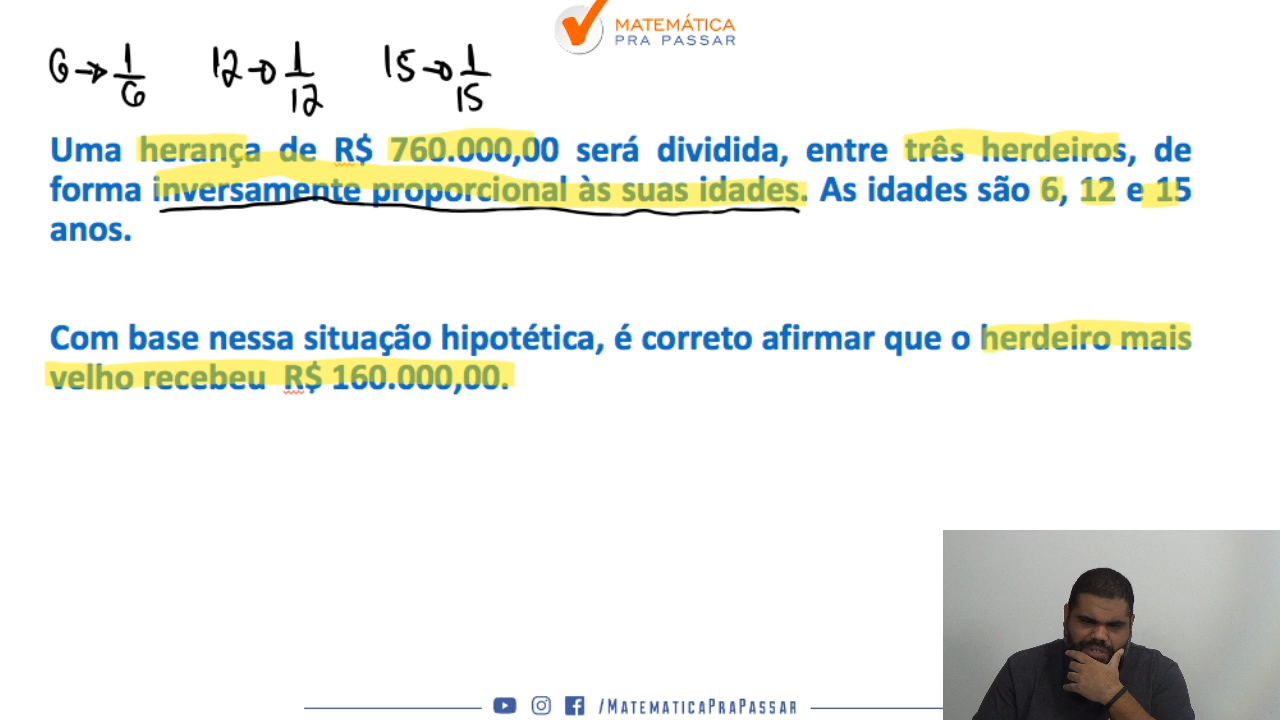 MATEMÁTICA
PRA PASSAR
6 → 1/6 12 → 1/12 15 → 1/15
Uma herança de R$ 760.000,00 será dividida, entre três herdeiros, de
forma inversamente proporcional às suas idades. As idades são 6, 12 e 15
anos.
Com base nessa situação hipotética, é correto afirmar que o herdeiro mais
velho recebeu R$ 160.000,00.
/MatematicaPraPassar